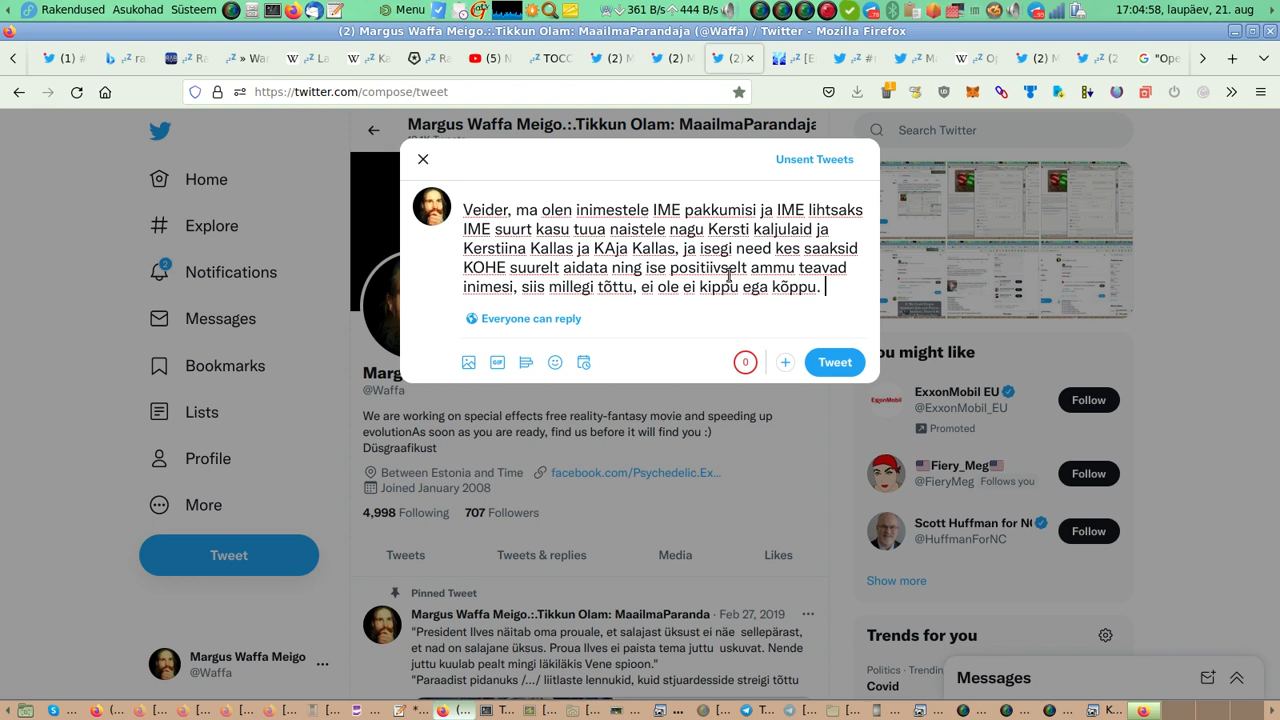 Menu
Rakendused Asukohad Süsteem
361 B/s
444 B/s
17:04:58, laupäev, 21. aug
(2) Margus Waffa Meigo.:.Tikkun Olam: MaailmaParandaja (@Waffa) / Twitter - Mozilla Firefox
https://twitter.com/compose/tweet
Margus Waffa Meigo.:.Tikkun Olam: MaailmaParandaja
Search Twitter
Unsent Tweets
Home
Explore
2
Notifications
Messages
Bookmarks
Lists
Profile
More
Tweet
Veider, ma olen inimestele IME pakkumisi ja IME lihtsaks
IME suurt kasu tuua naistele nagu Kersti kaljulaid ja
Kerstiina Kallas ja KAja Kallas, ja isegi need kes saaksid
KOHE suurelt aidata ning ise positiivselt ammu teavad
inimesi, siis millegi tõttu, ei ole ei kippu ega kõppu.
Everyone can reply
GIF
0
Tweet
@Waffa
We are working on special effects free reality-fantasy movie and speeding up
evolutionAs soon as you are ready, find us before it will find you :)
Düsgraafikust
Between Estonia and Time
facebook.com/Psychedelic.Ex...
Joined January 2008
4,998 Following
707 Followers
Tweets
Tweets & replies
Media
Likes
Pinned Tweet
Margus Waffa Meigo.:.Tikkun Olam: MaailmaParanda · Feb 27, 2019
"President Ilves näitab oma prouale, et salajast üksust ei näe sellepärast,
et nad on salajane üksus. Proua Ilves ei paista tema juttu uskuvat. Nende
juttu kuulab pealt mingi läkiläkis Vene spioon."
"Paradist pidanuks /.../ liitlaste lennukid, kuid stjuardesside streigi tõttu
You might like
ExxonMobil EU
@ExxonMobil_EU
Promoted
Follow
Fiery_Meg
@FieryMeg Follows you
Follow
Scott Huffman for NC
@HuffmanForNC
Follow
Show more
Trends for you
Politics · Trending
Covid
Messages
Margus Waffa Meigo
@Waffa